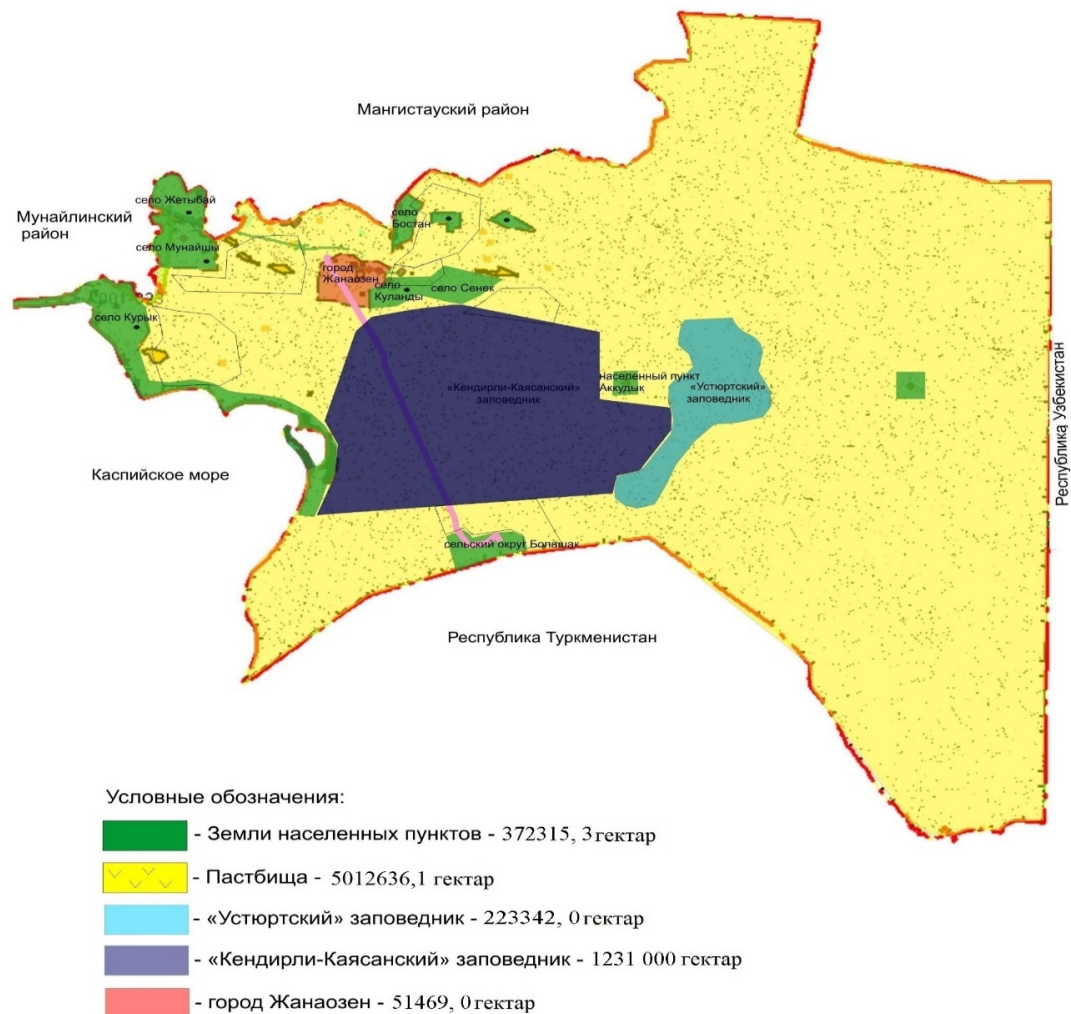 Мангистауский район
село Жетыбай
Мунайлинский
район
село Мунайшы
село
Бостан
город
Жанаозен
село
Куланды
село Сенек
село Курык
населенный пункт
Аккудык
«Кендирли-Каясанский»
заповедник
«Устюртский»
заповедник
Республика Узбекистан
Каспийское море
сельский округ Болашак
Республика Туркменистан
Условные обозначения:
- Земли населенных пунктов - 372315, 3 гектар
- Пастбища - 5012636,1 гектар
- «Устюртский» заповедник - 223342, 0 гектар
- «Кендирли-Каясанский» заповедник - 1231 000 гектар
- город Жанаозен - 51469, 0 гектар